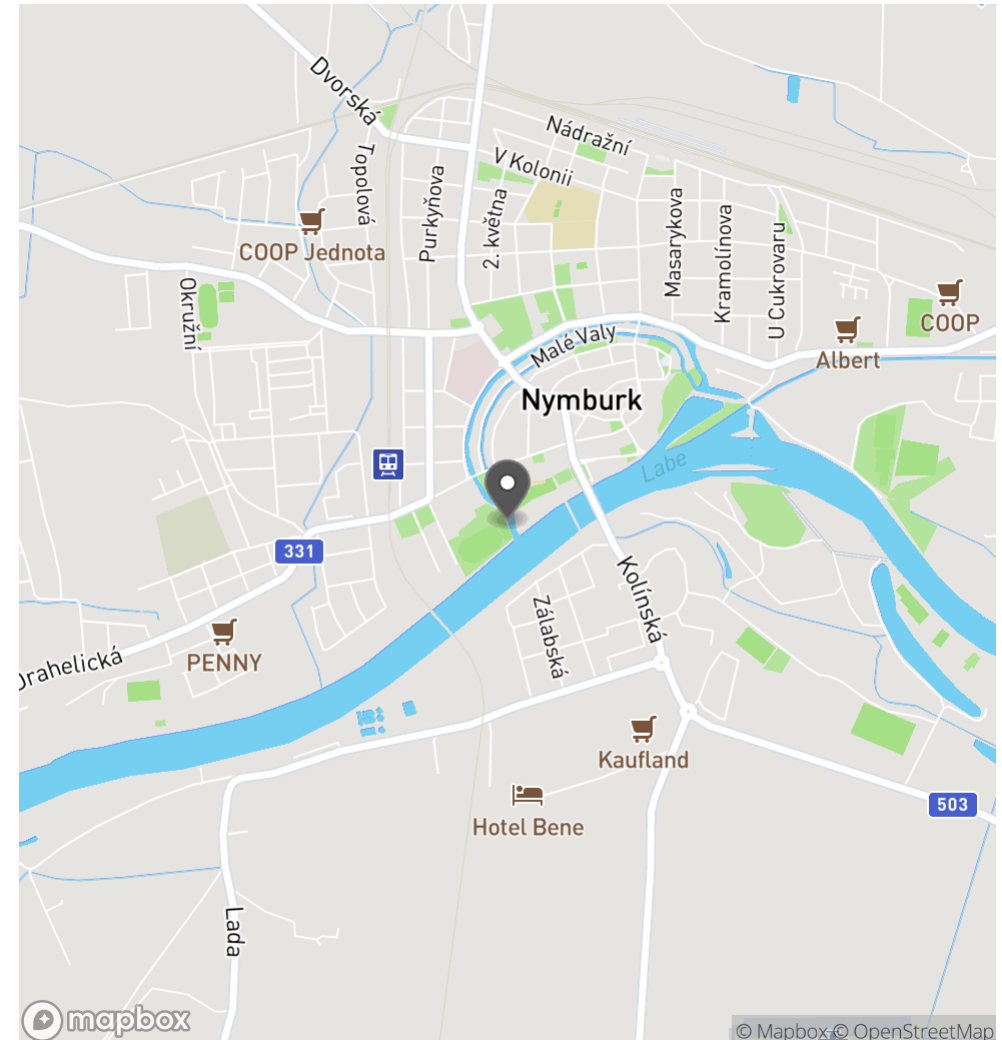 Dvorská
Nádražní
V Kolonii
Topolová
Purkyňova
2. května
Masarykova
Kramolínova
U Cukrovaru
COOP Jednota
Okružní
COOP
Malé Valy
Albert
Nymburk
Labe
331
Kolínská
Zálabská
PENNY
Drahelická
Kaufland
503
Hotel Bene
Lada
mapbox
© Mapbox © OpenStreetMap